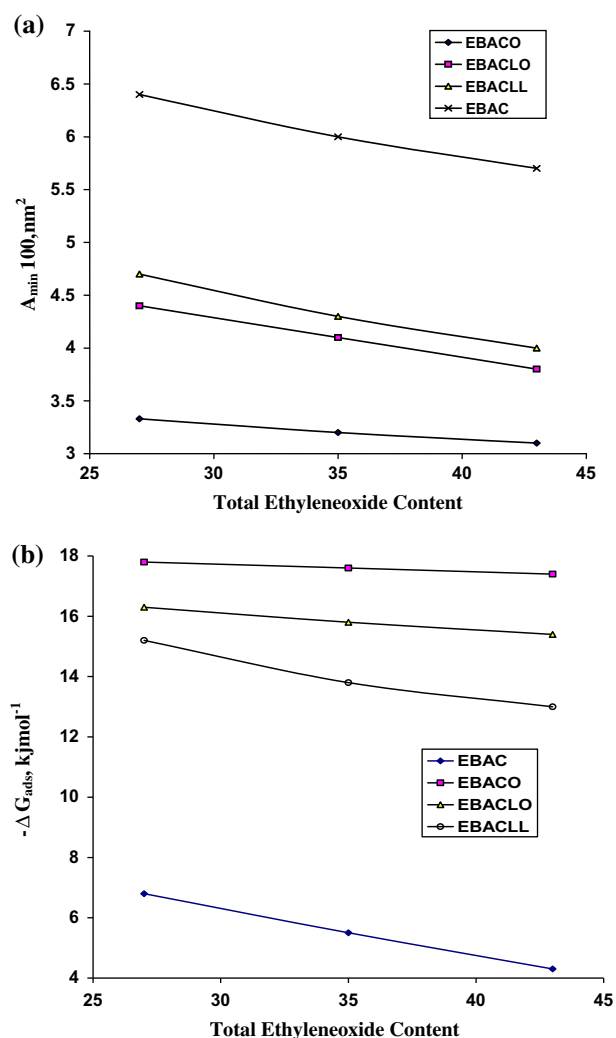 (a)
7
6.5
6
5.5
5
4.5
4
3.5
3
25
30
35
40
45
A min 100,nm²
Total Ethyleneoxide Content
EBACO
EBACLO
EBACLL
EBAC
(b)
18
16
14
12
10
8
6
4
25
30
35
40
45
-Δ G ads, kjmol⁻¹
Total Ethyleneoxide Content
EBAC
EBACO
EBACLO
EBACLL